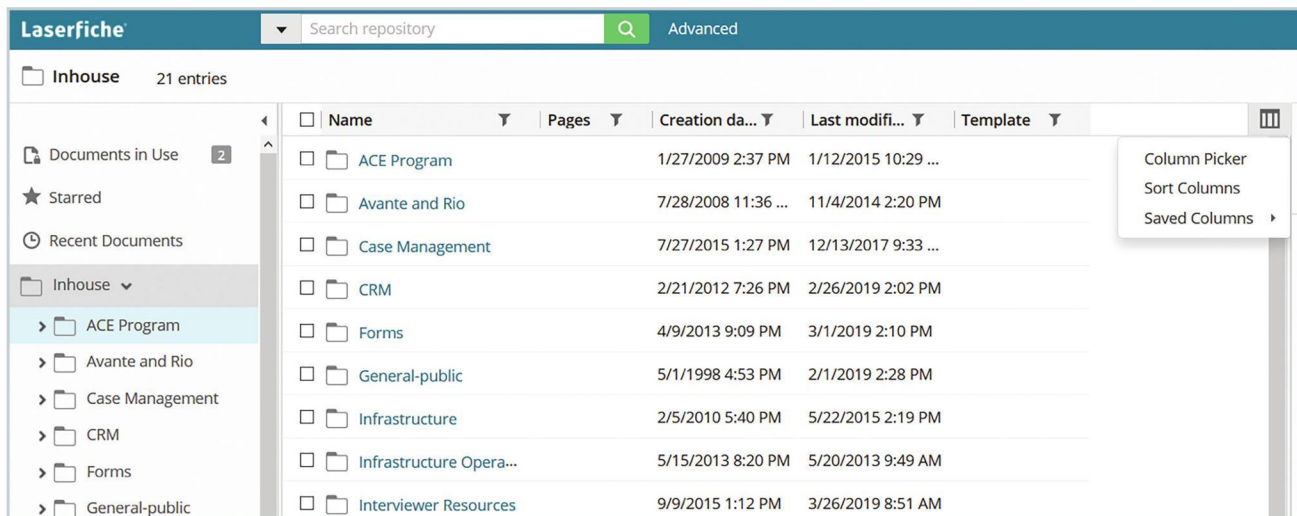 Laserfiche
Search repository
Advanced
Inhouse 21 entries
Name Pages Creation da... Last modifi... Template
Documents in Use 2
Starred
Recent Documents
Inhouse
ACE Program
Avante and Rio
Case Management
CRM
Forms
General-public
ACE Program 1/27/2009 2:37 PM 1/12/2015 10:29 ...
Avante and Rio 7/28/2008 11:36 ... 11/4/2014 2:20 PM
Case Management 7/27/2015 1:27 PM 12/13/2017 9:33 ...
CRM 2/21/2012 7:26 PM 2/26/2019 2:02 PM
Forms 4/9/2013 9:09 PM 3/1/2019 2:10 PM
General-public 5/1/1998 4:53 PM 2/1/2019 2:28 PM
Infrastructure 2/5/2010 5:40 PM 5/22/2015 2:19 PM
Infrastructure Opera... 5/15/2013 8:20 PM 5/20/2013 9:49 AM
Interviewer Resources 9/9/2015 1:12 PM 3/26/2019 8:51 AM
Column Picker
Sort Columns
Saved Columns